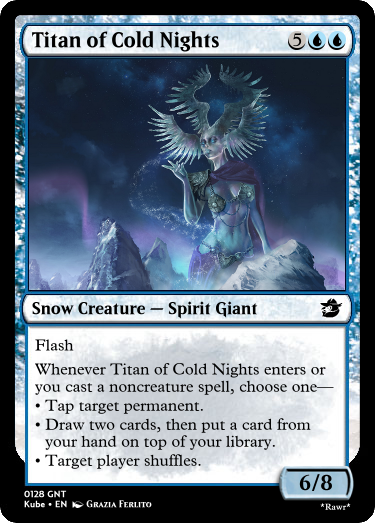 Titan of Cold Nights 5
Snow Creature — Spirit Giant
Flash
Whenever Titan of Cold Nights enters or
you cast a noncreature spell, choose one—
• Tap target permanent.
• Draw two cards, then put a card from
your hand on top of your library.
• Target player shuffles.
6/8
0128 GNT
Kube • EN Grazia Ferlito
*Rawr*